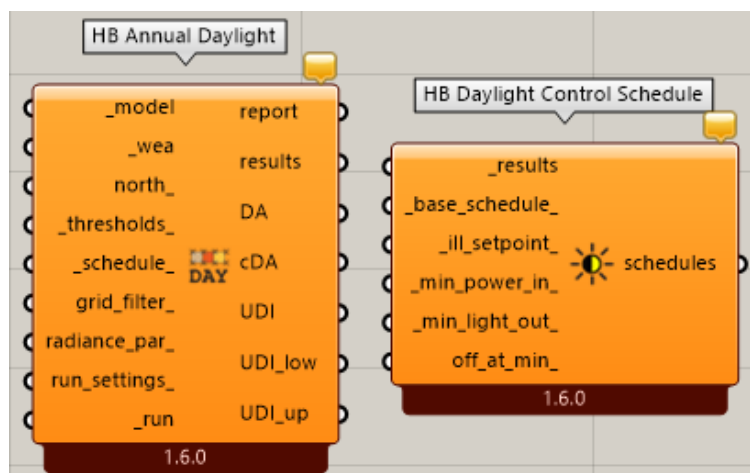 HB Annual Daylight
_model
_wea
north_
_thresholds_
_schedule_
grid_filter_
radiance_par_
run_settings_
_run
DAY
report
results
DA
cDA
UDI
UDI_low
UDI_up
1.6.0
HB Daylight Control Schedule
_results
_base_schedule_
_ill_setpoint_
_min_power_in_
_min_light_out_
off_at_min_
schedules
1.6.0